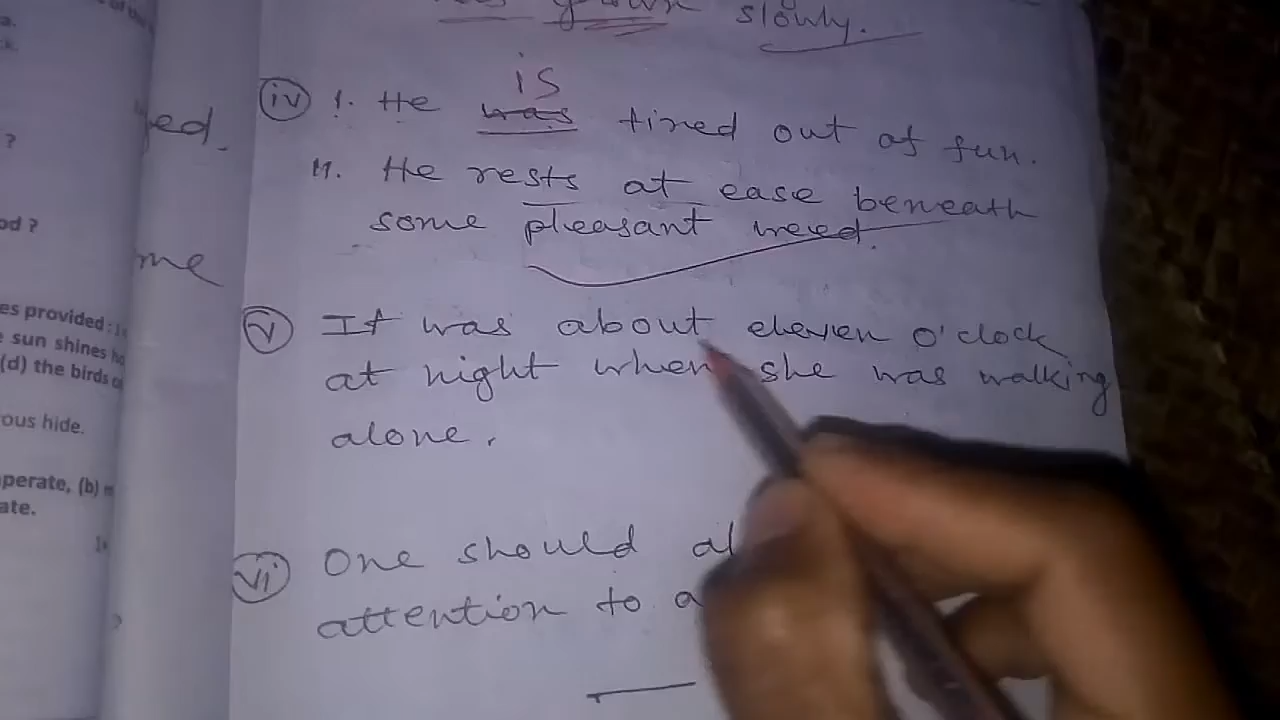 slowly.
is
iv I. He was tired out of fun.
II. He rests at ease beneath
some pleasant weed.
v It was about eleven o'clock
at night when she was walking
alone.
vi One should
attention to a
ed.
me
?
od ?
es provided :
sun shines
(d) the birds
ous hide.
perate, (b)
ate.
?